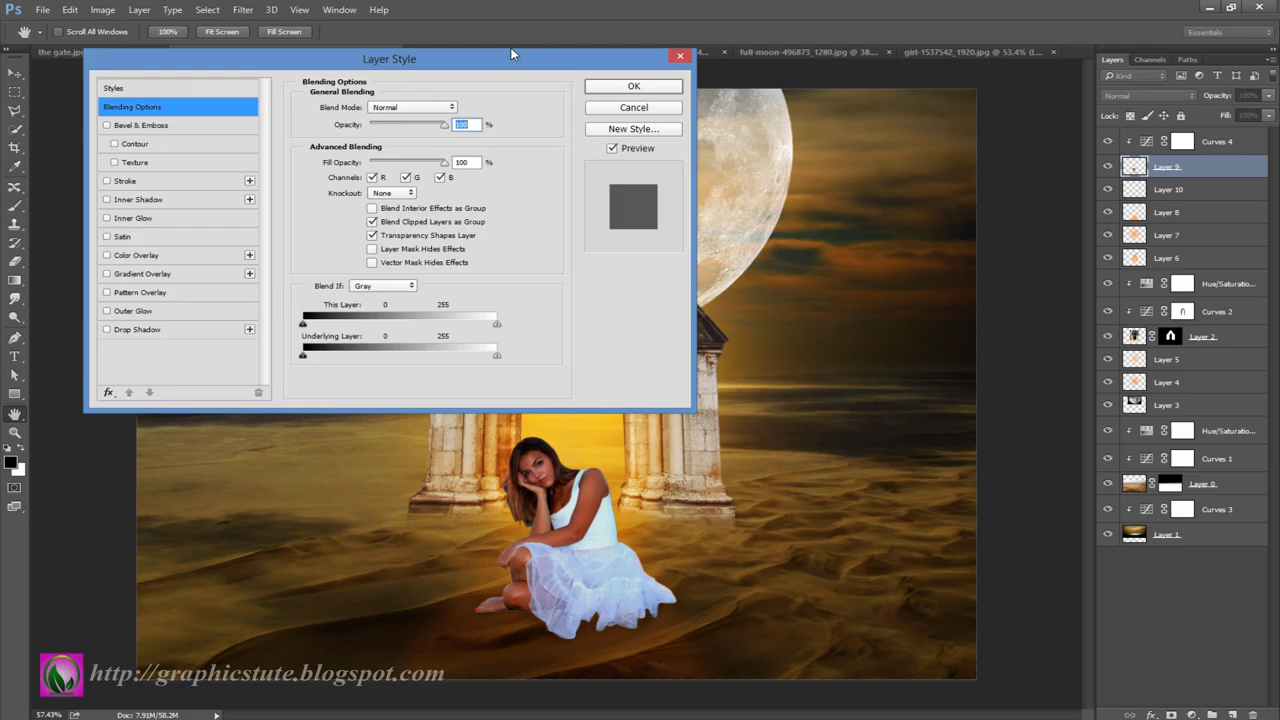 Ps File Edit Image Layer Type Select Filter 3D View Window Help
Scroll All Windows 100% Fit Screen Fill Screen Essentials
the gate.jp full-moon-496873_1280.jpg @ 38... × girl-1537542_1920.jpg @ 53.4% (L... ×
Layer Style
Styles
Blending Options
Bevel & Emboss
Contour
Texture
Stroke
Inner Shadow
Inner Glow
Satin
Color Overlay
Gradient Overlay
Pattern Overlay
Outer Glow
Drop Shadow
fx
Blending Options
General Blending
Blend Mode: Normal
Opacity: 100 %
Advanced Blending
Fill Opacity: 100 %
Channels: R G B
Knockout: None
Blend Interior Effects as Group
Blend Clipped Layers as Group
Transparency Shapes Layer
Layer Mask Hides Effects
Vector Mask Hides Effects
Blend If: Gray
This Layer: 0 255
Underlying Layer: 0 255
OK
Cancel
New Style...
Preview
Layers Channels Paths
Kind
Normal Opacity: 100%
Lock: Fill: 100%
Curves 4
Layer 9
Layer 10
Layer 8
Layer 7
Layer 6
Hue/Saturatio...
Curves 2
Layer 2
Layer 5
Layer 4
Layer 3
Hue/Saturatio...
Curves 1
Layer 0
Curves 3
Layer 1
http://graphicstute.blogspot.com
57.43% Doc: 7.91M/58.2M
fx